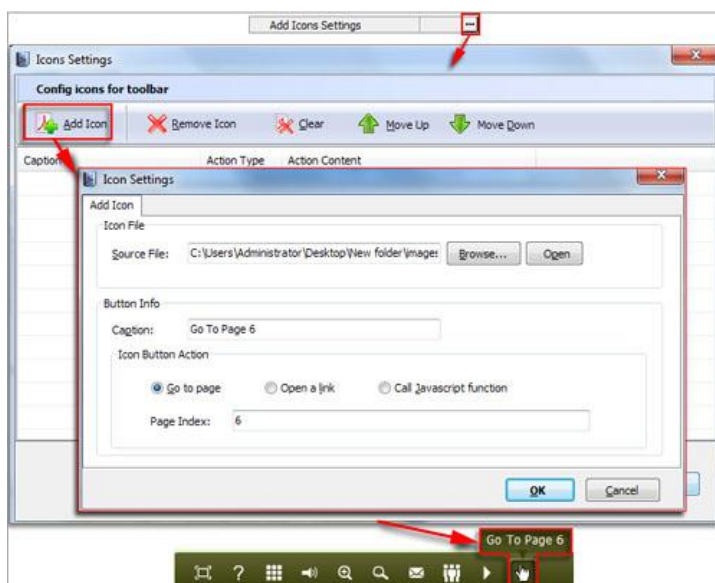 Add Icons Settings
Icons Settings
Config icons for toolbar
Add Icon Remove Icon Clear Move Up Move Down
Caption Action Type Action Content
Icon Settings
Add Icon
Icon File
Source File: C:\Users\Administrator\Desktop\New folder\images Browse... Open
Button Info
Caption: Go To Page 6
Icon Button Action
Go to page Open a link Call Javascript function
Page Index: 6
OK Cancel
Go To Page 6